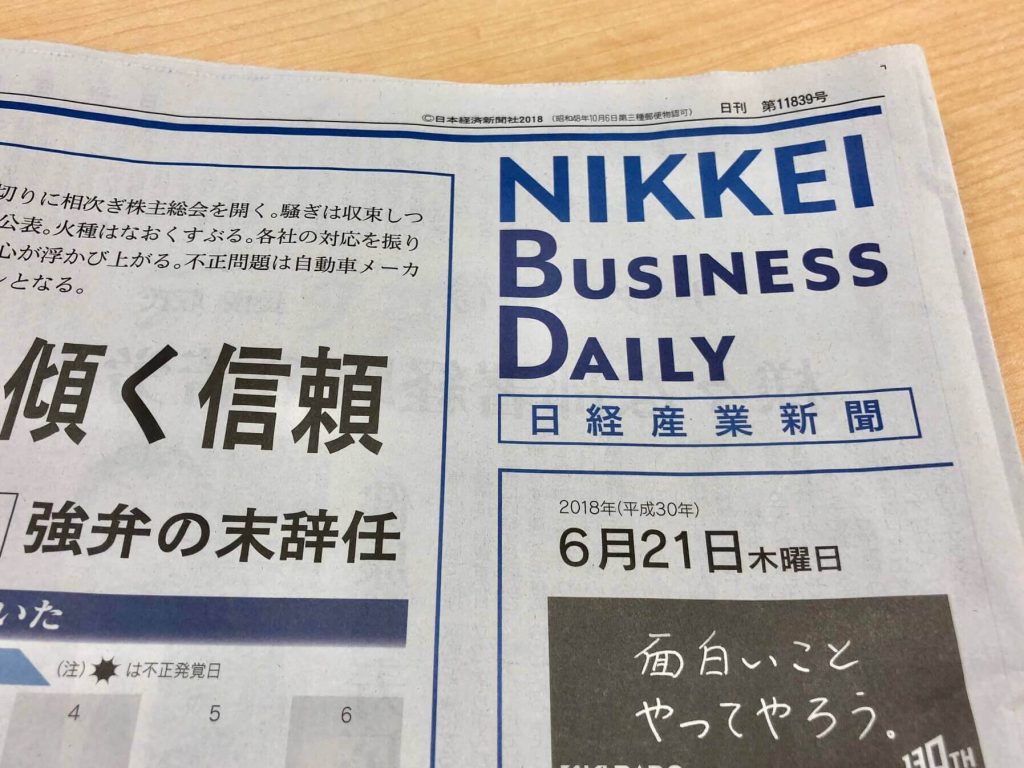 ©日本経済新聞社2018 (昭和48年10月6日第三種郵便物認可) 日刊 第11839号
NIKKEI
BUSINESS
DAILY
日経産業新聞
2018年(平成30年)
6月21日木曜日
面白いこと
やってやろう。
130TH
切りに相次ぎ株主総会を開く。騒ぎは収束しつ
公表。火種はなおくすぶる。各社の対応を振り
心が浮かび上がる。不正問題は自動車メーカ
となる。
傾く信頼
強弁の末辞任
いた
(注) は不正発覚日
4 5 6